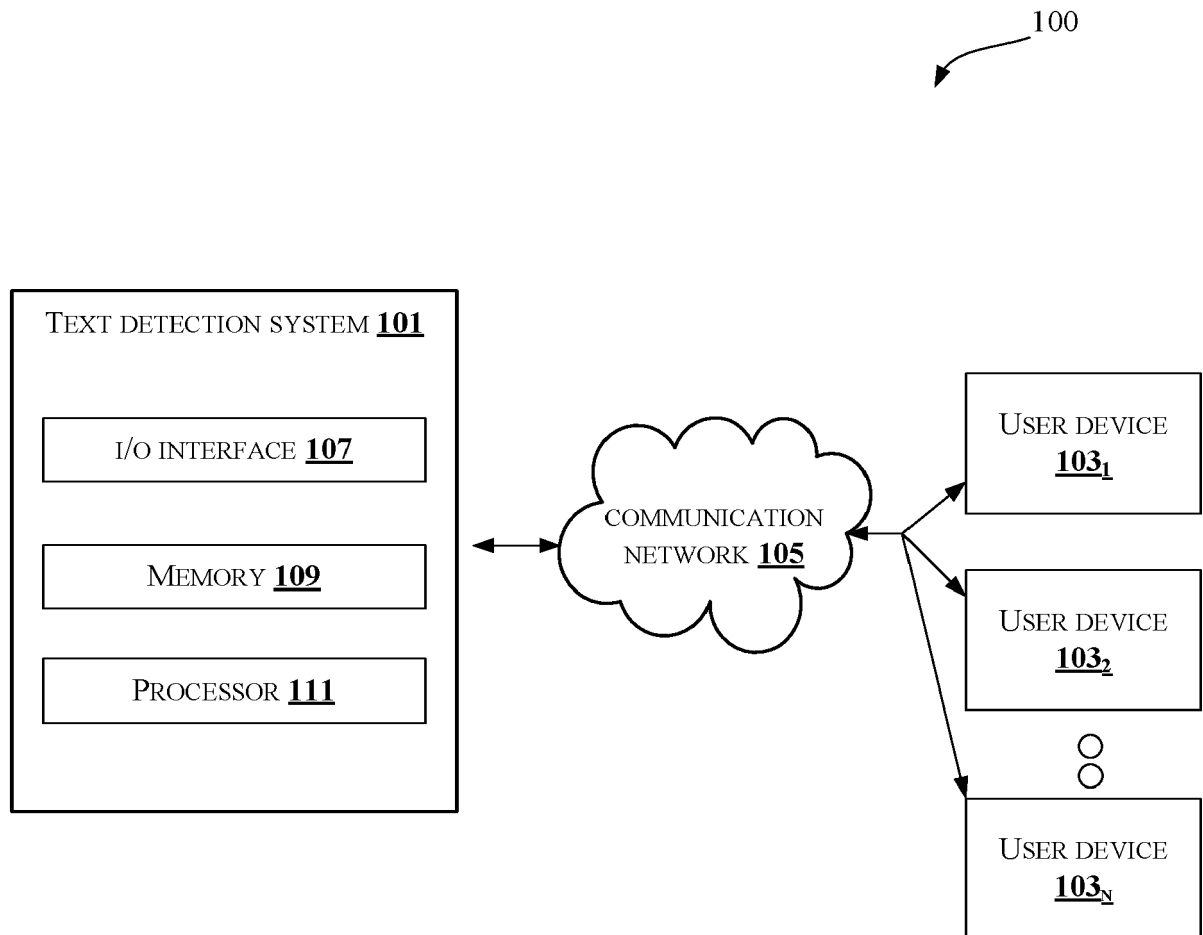 100
TEXT DETECTION SYSTEM 101
I/O INTERFACE 107
MEMORY 109
PROCESSOR 111
COMMUNICATION
NETWORK 105
USER DEVICE
103₁
USER DEVICE
103₂
USER DEVICE
103N